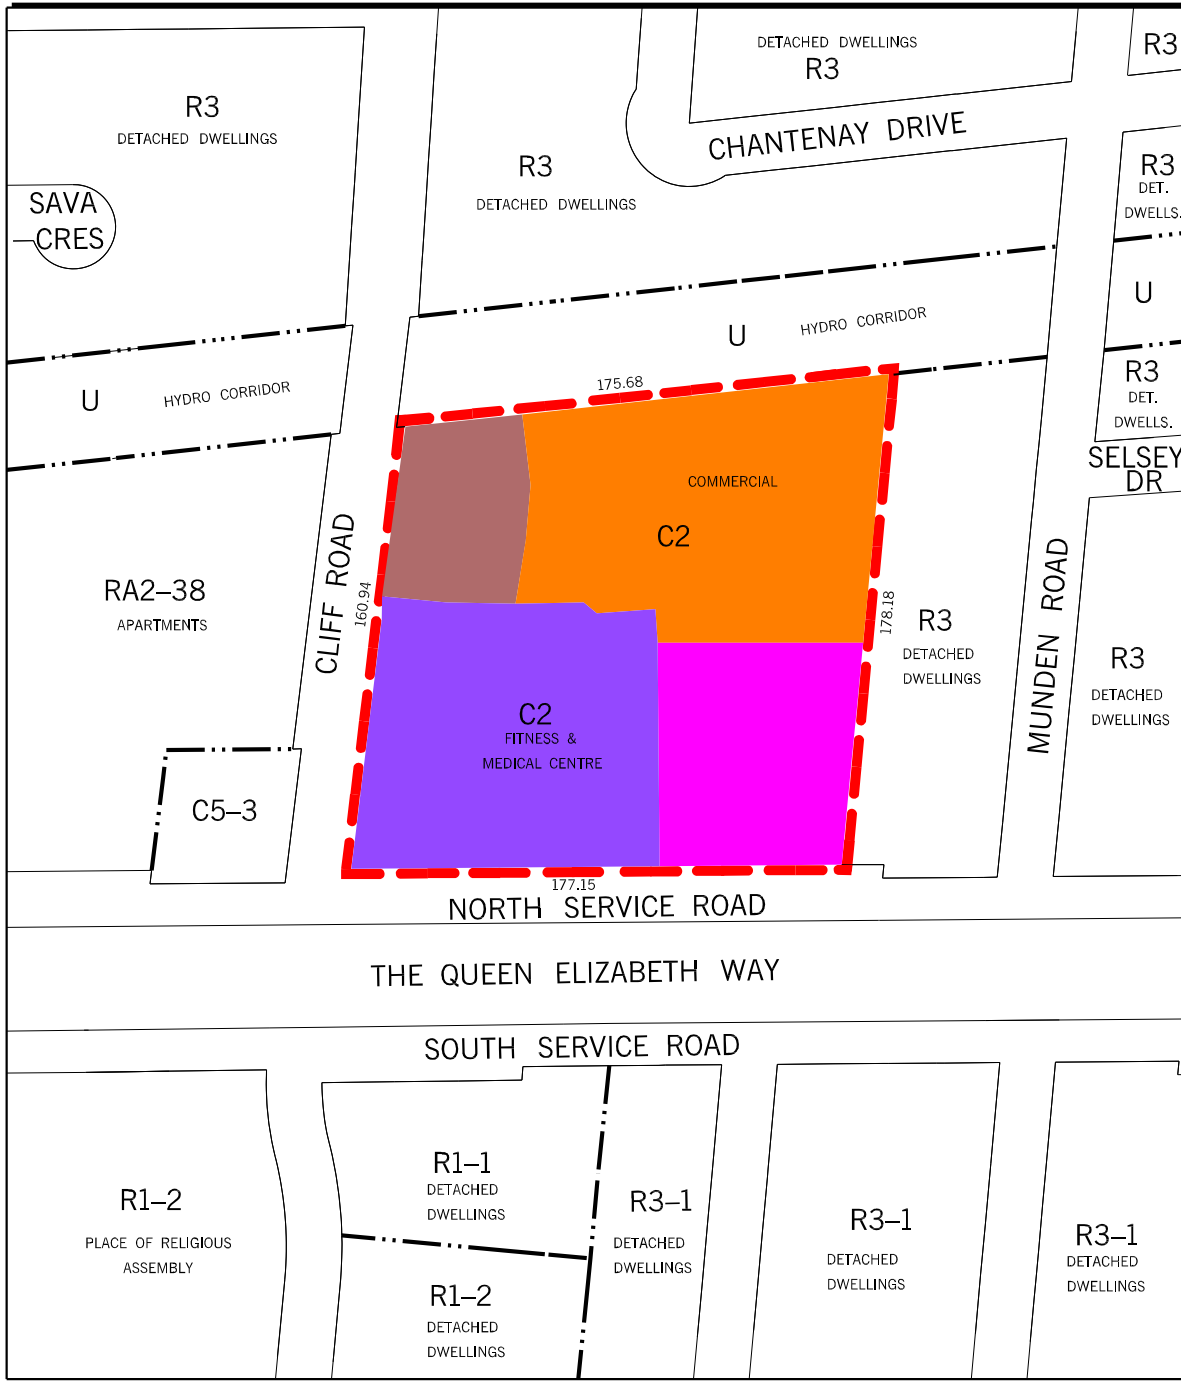 DETACHED DWELLINGS
R3
R3
R3
DETACHED DWELLINGS
CHANTENAY DRIVE
R3
DETACHED DWELLINGS
R3
DET.
DWELLS.
SAVA
CRES
U
U
HYDRO CORRIDOR
U
HYDRO CORRIDOR
R3
DET.
DWELLS.
175.68
SELSEY
DR
COMMERCIAL
C2
CLIFF ROAD
160.94
178.18
MUNDEN ROAD
RA2–38
APARTMENTS
R3
DETACHED
DWELLINGS
R3
DETACHED
DWELLINGS
C2
FITNESS &
MEDICAL CENTRE
C5–3
177.15
NORTH SERVICE ROAD
THE QUEEN ELIZABETH WAY
SOUTH SERVICE ROAD
R1–2
PLACE OF RELIGIOUS
ASSEMBLY
R1–1
DETACHED
DWELLINGS
R1–2
DETACHED
DWELLINGS
R3–1
DETACHED
DWELLINGS
R3–1
DETACHED
DWELLINGS
R3–1
DETACHED
DWELLINGS